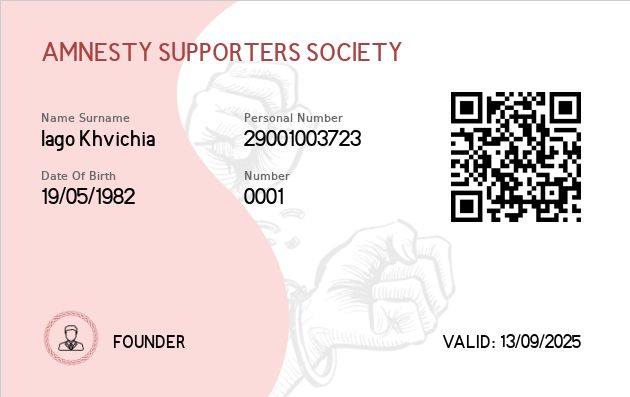 AMNESTY SUPPORTERS SOCIETY
Name Surname
Iago Khvichia
Personal Number
29001003723
Date Of Birth
19/05/1982
Number
0001
FOUNDER
VALID: 13/09/2025